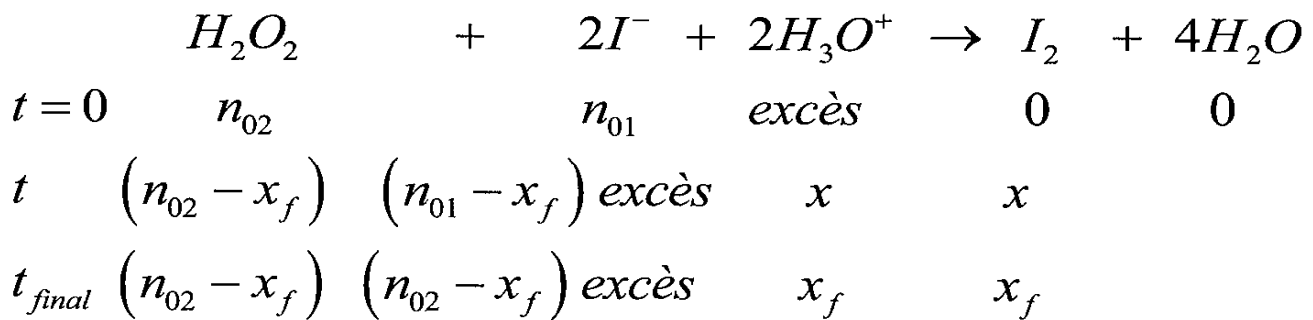 H₂O₂ + 2I⁻ + 2H₃O⁺ → I₂ + 4H₂O
t = 0 n₀₂ n₀₁ excès 0 0
t (n₀₂ − x_f) (n₀₁ − x_f) excès x x
t_final (n₀₂ − x_f) (n₀₂ − x_f) excès x_f x_f